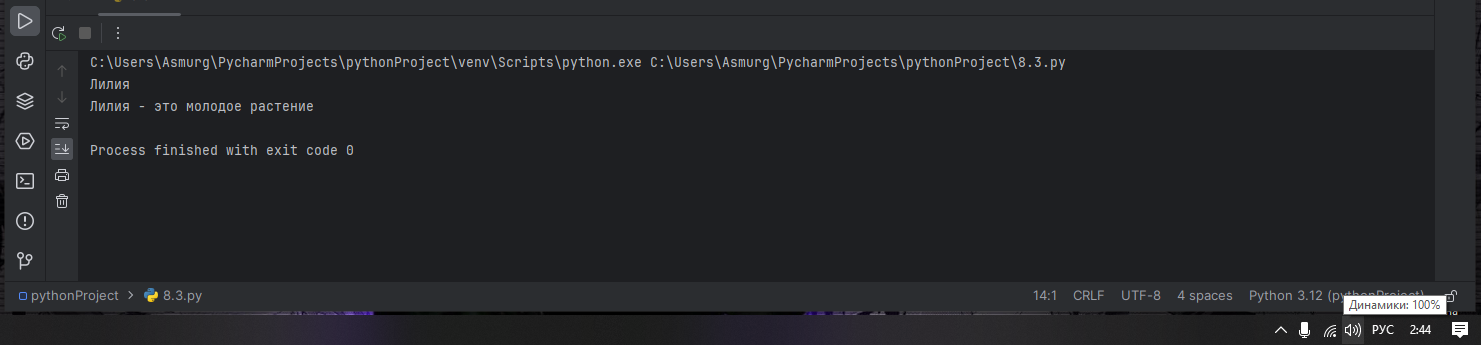 C:\Users\Asmurg\PycharmProjects\pythonProject\venv\Scripts\python.exe C:\Users\Asmurg\PycharmProjects\pythonProject\8.3.py
Лилия
Лилия - это молодое растение
Process finished with exit code 0
pythonProject > 8.3.py 14:1 CRLF UTF-8 4 spaces Python 3.12 (pythonProject)
Динамики: 100%
РУС 2:44